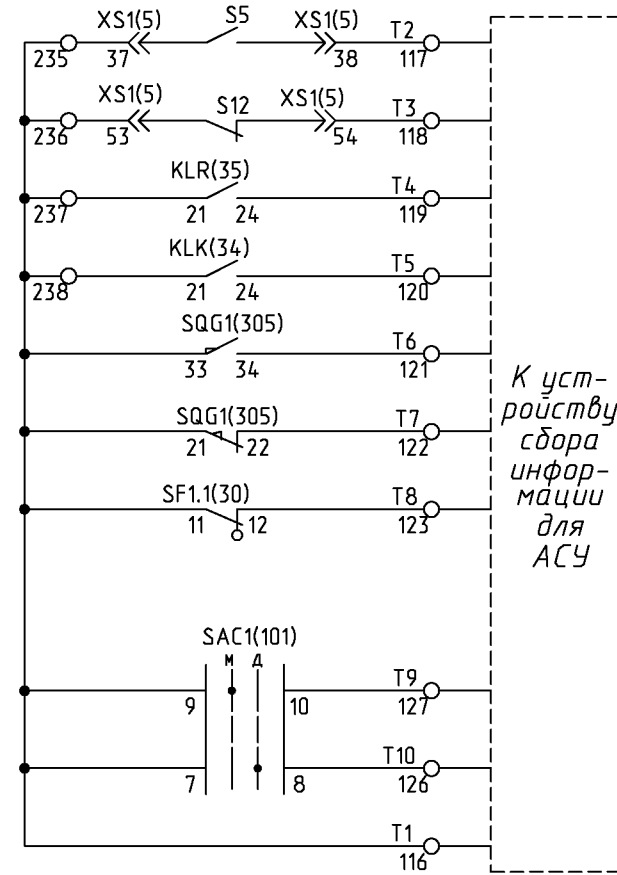 XS1(5) S5 XS1(5) T2
235 37 38 117
XS1(5) S12 XS1(5) T3
236 53 54 118
KLR(35) T4
237 21 24 119
KLK(34) T5
238 21 24 120
SQG1(305) T6
33 34 121
SQG1(305) T7
21 22 122
SF1.1(30) T8
11 12 123
К уст-
ройству
сбора
инфор-
мации
для
АСУ
SAC1(101)
М Д
T9
9 10 127
T10
7 8 126
T1
116